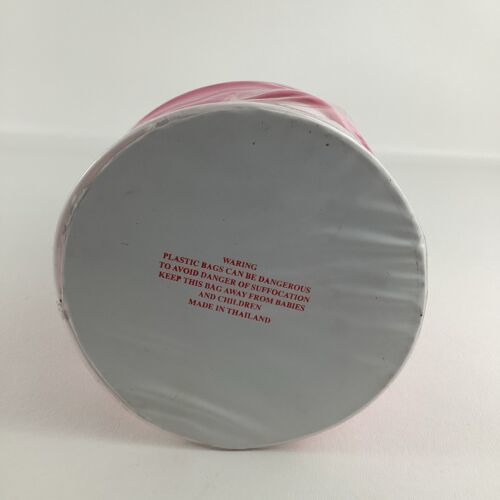 WARING
PLASTIC BAGS CAN BE DANGEROUS
TO AVOID DANGER OF SUFFOCATION
KEEP THIS BAG AWAY FROM BABIES
AND CHILDREN
MADE IN THAILAND